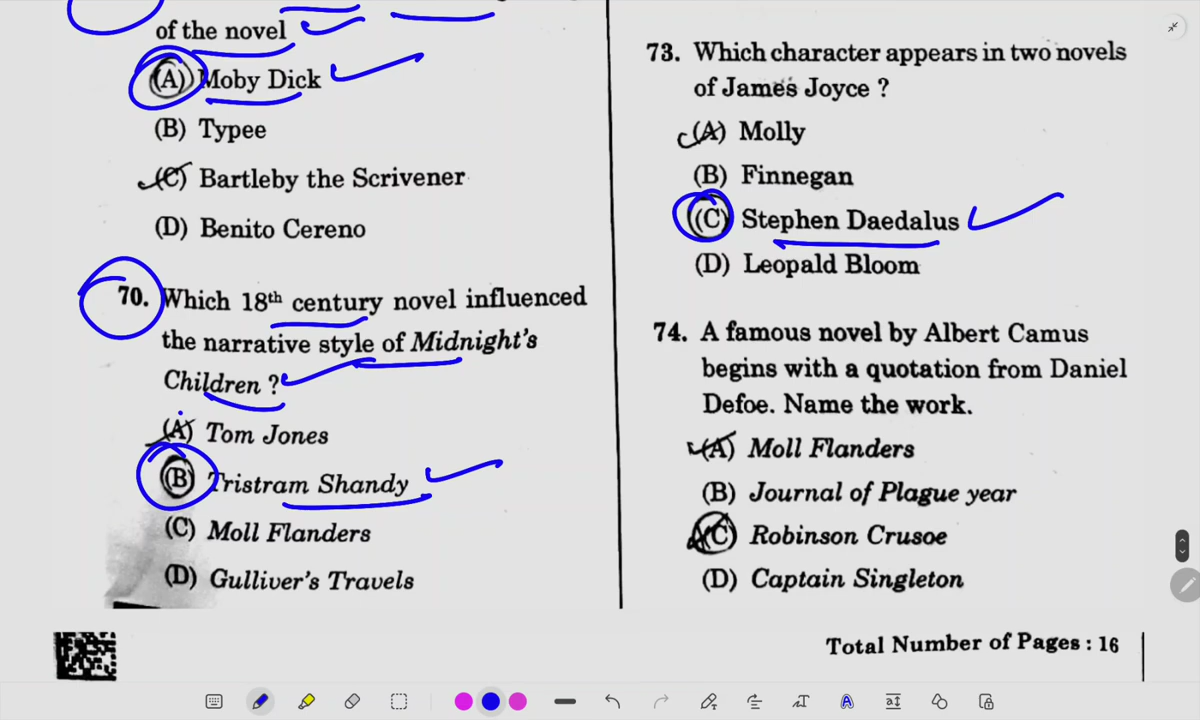 of the novel
(A) Moby Dick
(B) Typee
(C) Bartleby the Scrivener
(D) Benito Cereno
70. Which 18th century novel influenced
the narrative style of Midnight's
Children ?
(A) Tom Jones
(B) Tristram Shandy
(C) Moll Flanders
(D) Gulliver's Travels
73. Which character appears in two novels
of James Joyce ?
(A) Molly
(B) Finnegan
(C) Stephen Daedalus
(D) Leopald Bloom
74. A famous novel by Albert Camus
begins with a quotation from Daniel
Defoe. Name the work.
(A) Moll Flanders
(B) Journal of Plague year
(C) Robinson Crusoe
(D) Captain Singleton
Total Number of Pages : 16